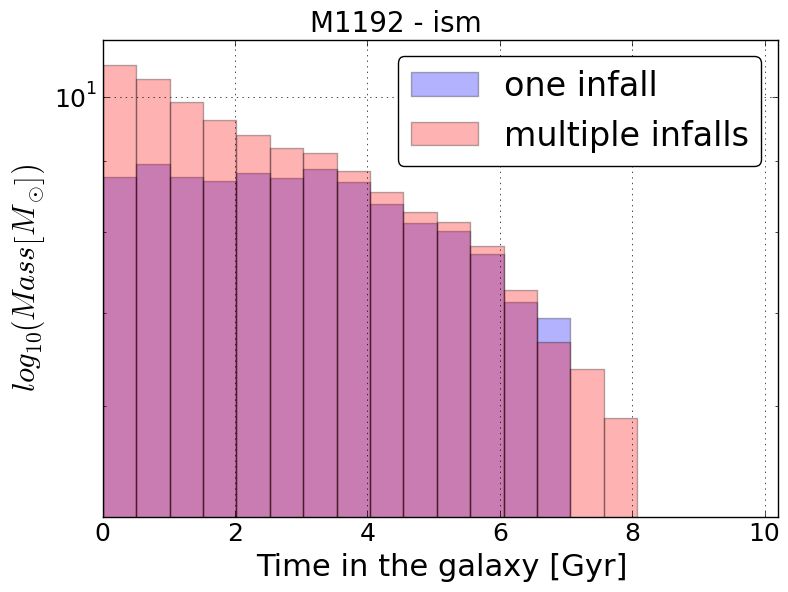 M1192 - ism
one infall
multiple infalls
10¹
log₁₀(Mass[M⊙])
0 2 4 6 8 10
Time in the galaxy [Gyr]